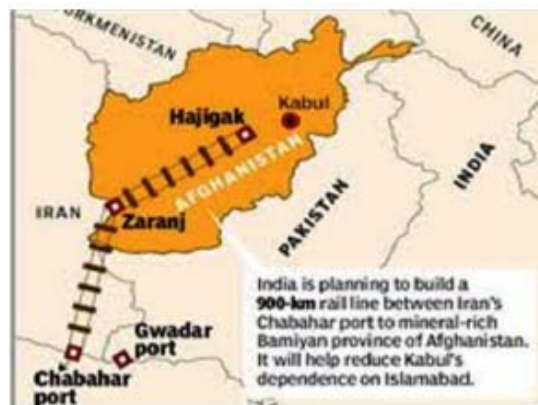 TURKMENISTAN
CHINA
Kabul
Hajigak
AFGHANISTAN
INDIA
IRAN
Zaranj
PAKISTAN
India is planning to build a
900-km rail line between Iran's
Chabahar port to mineral-rich
Bamiyan province of Afghanistan.
It will help reduce Kabul's
dependence on Islamabad.
Gwadar
port
Chabahar
port